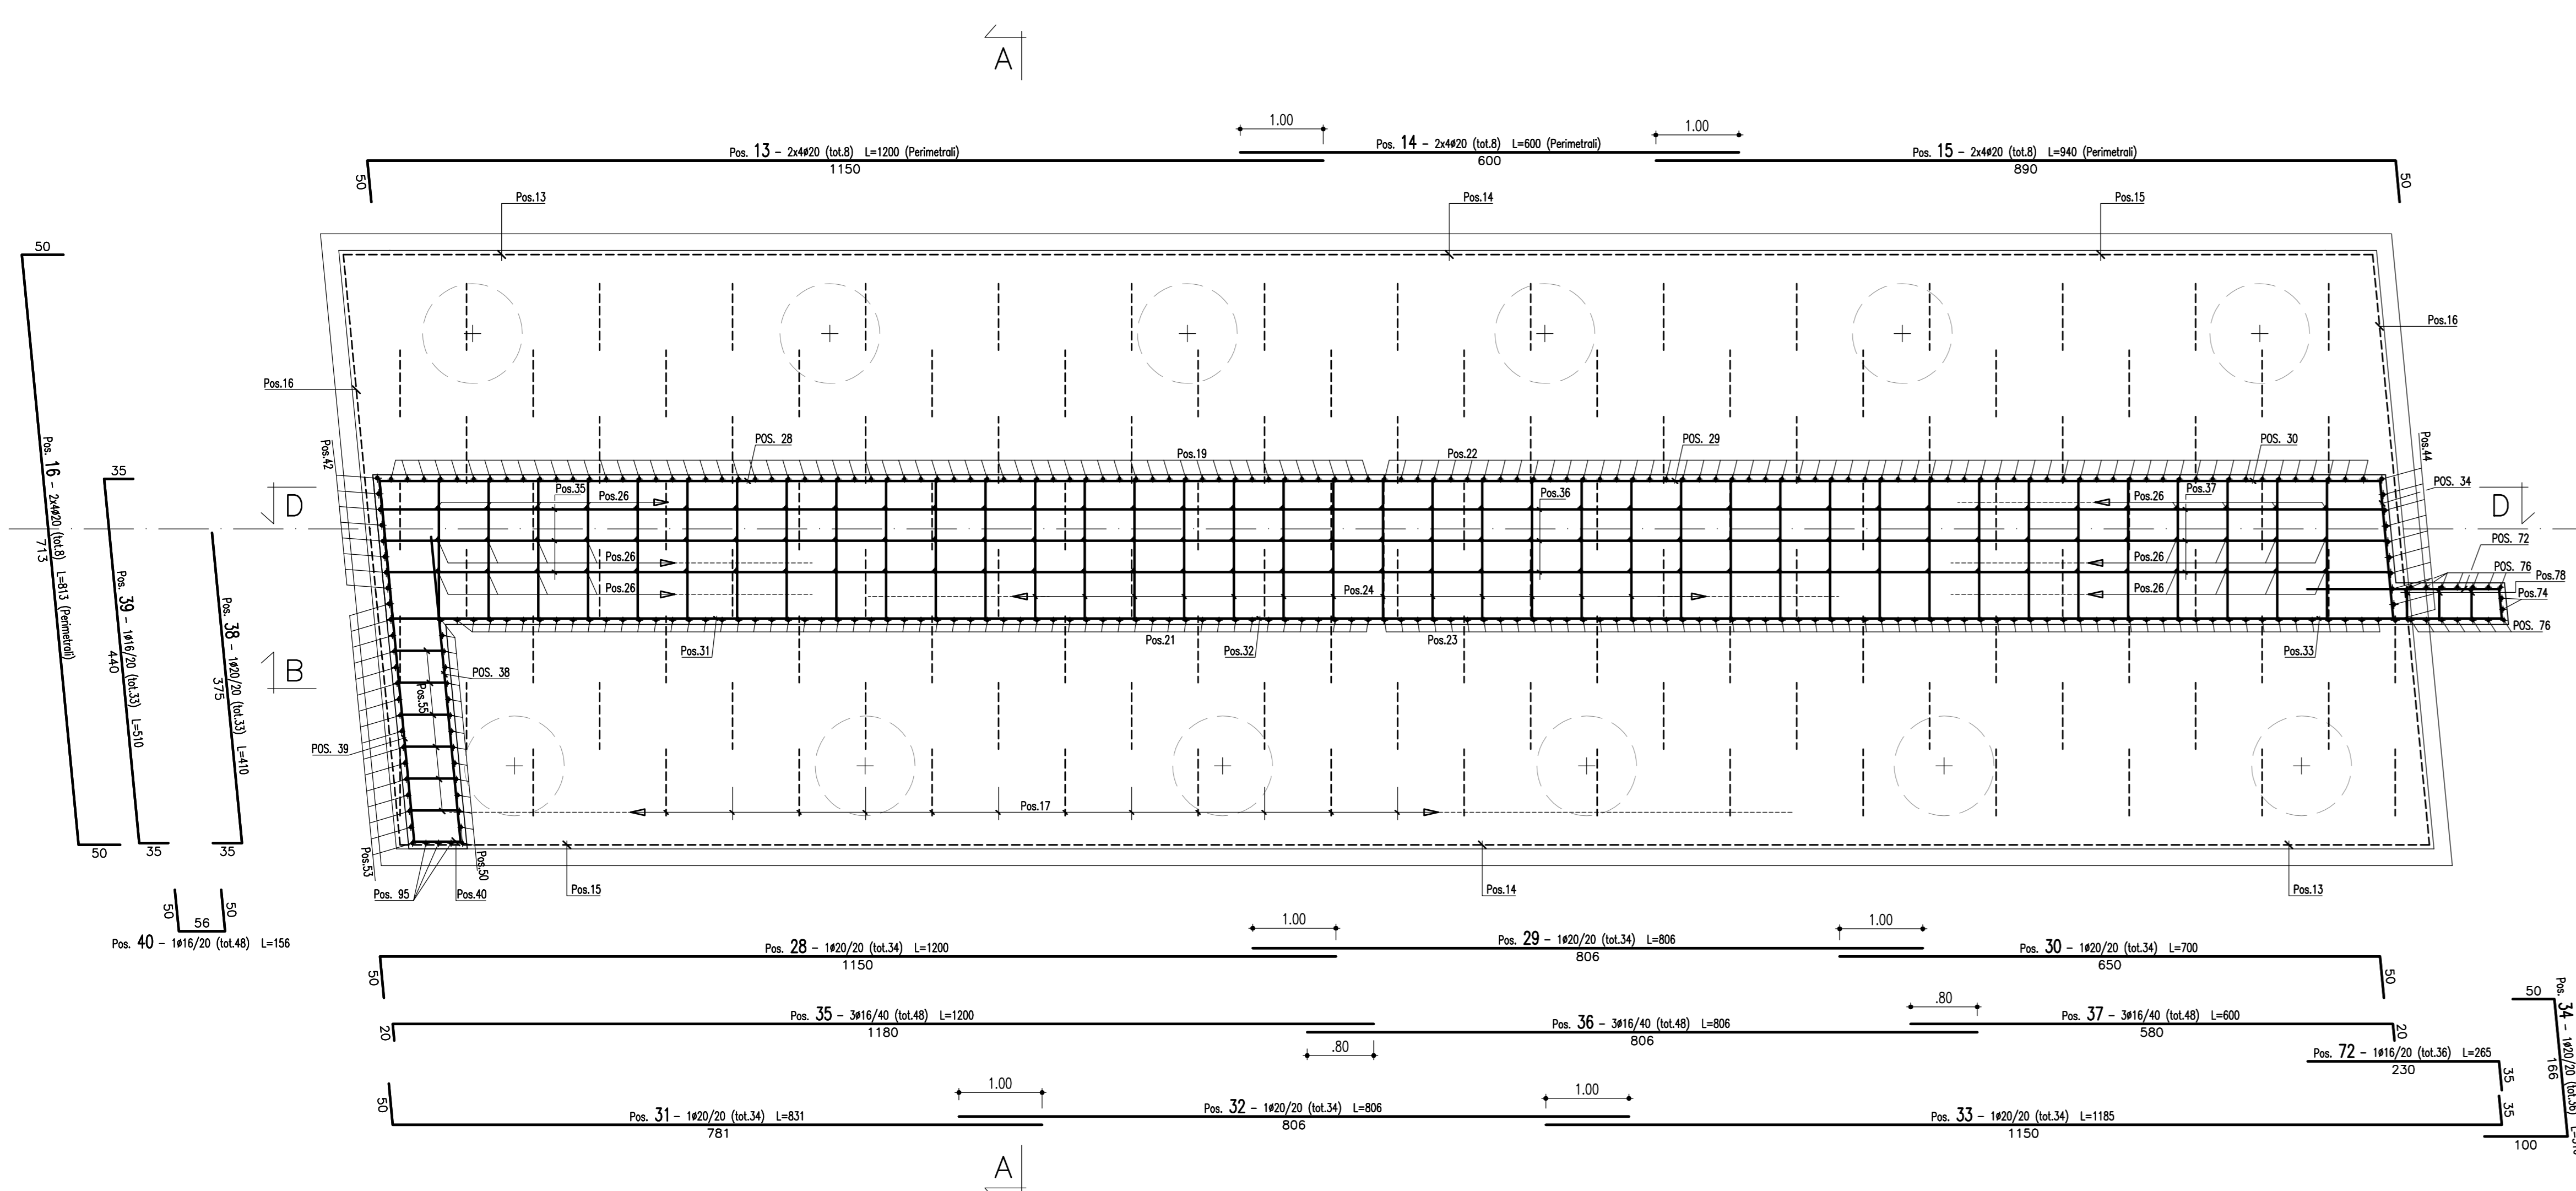 A
1.00
1.00
Pos. 13 - 2x4ø20 (tot.8) L=1200 (Perimetrali)
1150
50
Pos. 14 - 2x4ø20 (tot.8) L=600 (Perimetrali)
600
Pos. 15 - 2x4ø20 (tot.8) L=940 (Perimetrali)
890
50
Pos.13
Pos.14
Pos.15
50
Pos. 16 - 2x4ø20 (tot.8) L=813 (Perimetrali)
713
50
35
Pos. 39 - 1ø16/20 (tot.33) L=510
440
35
Pos. 38 - 1ø20/20 (tot.33) L=410
375
35
Pos.16
Pos.16
Pos.42
POS. 28
Pos.19
Pos.22
POS. 29
POS. 30
Pos.44
POS. 34
D
Pos.35
Pos.26
Pos.36
Pos.26
Pos.37
D
POS. 72
Pos.26
Pos.26
POS. 76
Pos.78
Pos.26
Pos.24
Pos.26
Pos.74
POS. 76
Pos.21
Pos.23
Pos.31
Pos.32
Pos.33
B
POS. 38
Pos.55
POS. 39
Pos.17
Pos.53
Pos.50
Pos. 95
Pos.40
Pos.15
Pos.14
Pos.13
50
50
56
Pos. 40 - 1ø16/20 (tot.48) L=156
1.00
1.00
Pos. 28 - 1ø20/20 (tot.34) L=1200
1150
50
Pos. 29 - 1ø20/20 (tot.34) L=806
806
Pos. 30 - 1ø20/20 (tot.34) L=700
650
50
.80
Pos. 35 - 3ø16/40 (tot.48) L=1200
1180
20
Pos. 36 - 3ø16/40 (tot.48) L=806
806
.80
Pos. 37 - 3ø16/40 (tot.48) L=600
580
20
Pos. 72 - 1ø16/20 (tot.36) L=265
230
35
50
Pos. 34 - 1ø20/20 (tot.36)
166
100
1.00
1.00
50
Pos. 31 - 1ø20/20 (tot.34) L=831
781
Pos. 32 - 1ø20/20 (tot.34) L=806
806
Pos. 33 - 1ø20/20 (tot.34) L=1185
1150
35
A